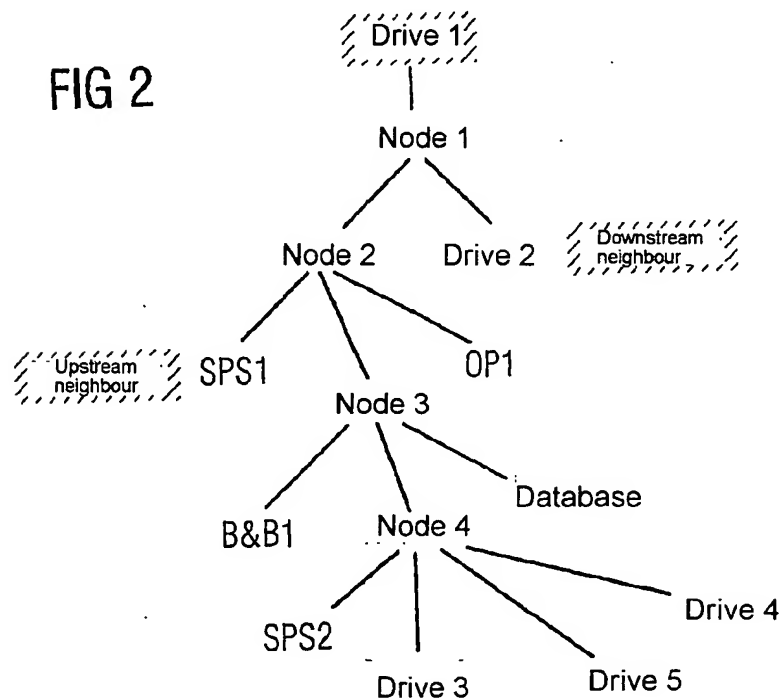 Drive 1
FIG 2
Node 1
Node 2
Drive 2
Downstream
neighbour
Upstream
neighbour
SPS1
OP1
Node 3
Database
B&B1
Node 4
Drive 4
SPS2
Drive 3
Drive 5